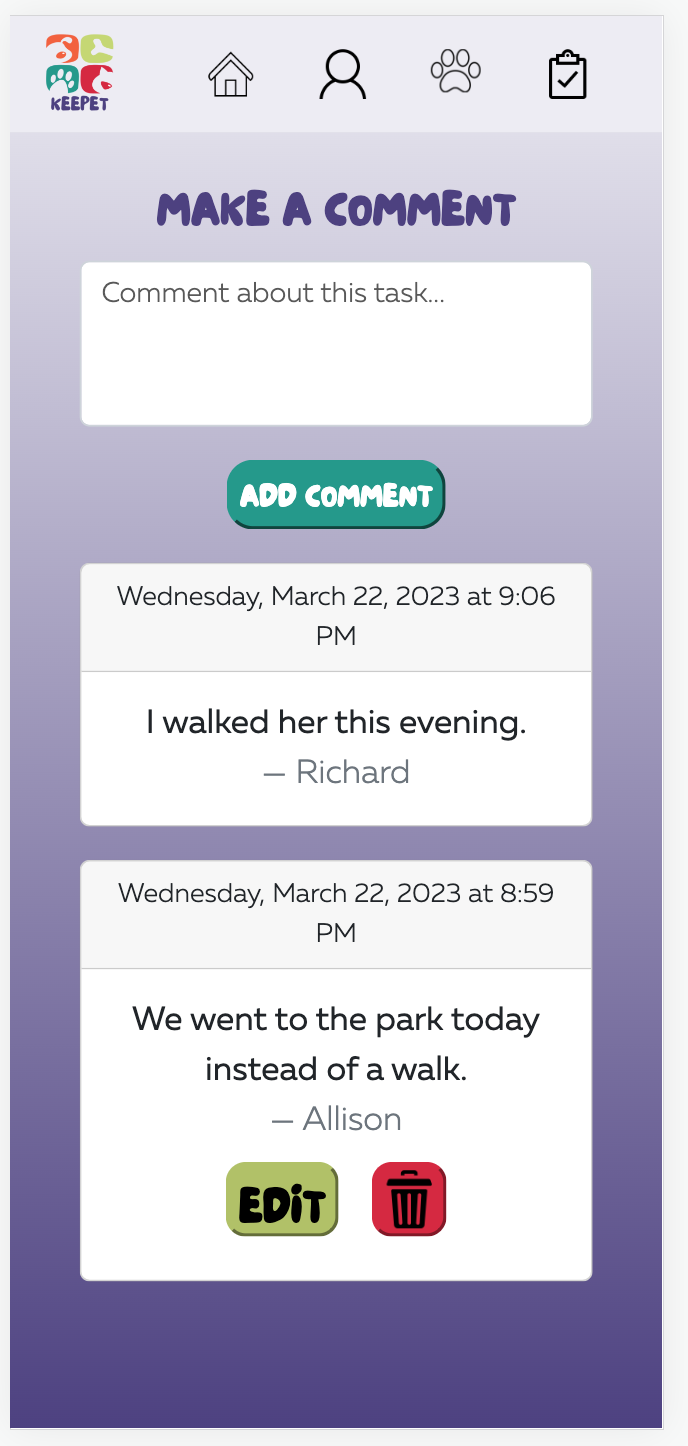 KEEPET
MAKE A COMMENT
Comment about this task...
ADD COMMENT
Wednesday, March 22, 2023 at 9:06
PM
I walked her this evening.
— Richard
Wednesday, March 22, 2023 at 8:59
PM
We went to the park today
instead of a walk.
— Allison
EDiT